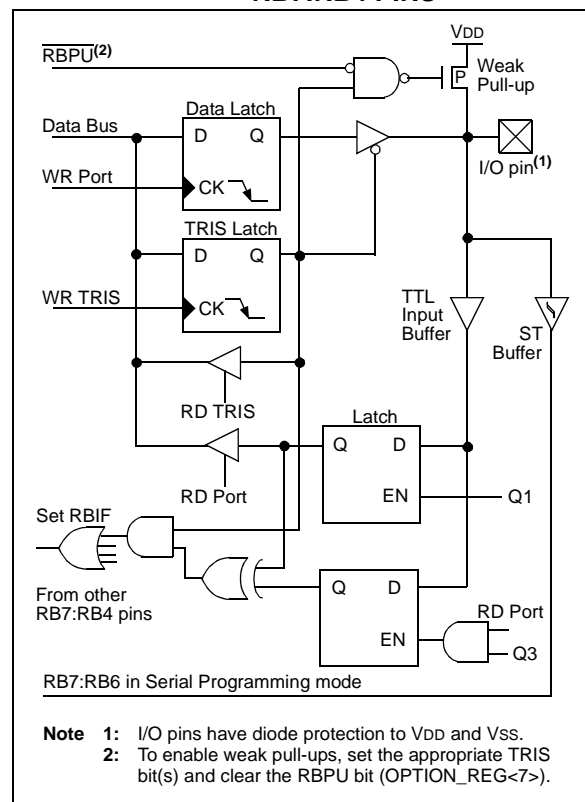 RBPU(2)
VDD
Weak
Pull-up
P
Data Latch
Data Bus
D
Q
I/O pin(1)
WR Port
CK
TRIS Latch
D
Q
WR TRIS
CK
TTL
Input
Buffer
ST
Buffer
RD TRIS
Latch
Q
D
RD Port
EN
Q1
Set RBIF
From other
RB7:RB4 pins
Q
D
RD Port
EN
Q3
RB7:RB6 in Serial Programming mode
Note 1: I/O pins have diode protection to VDD and VSS.
2: To enable weak pull-ups, set the appropriate TRIS
bit(s) and clear the RBPU bit (OPTION_REG<7>).